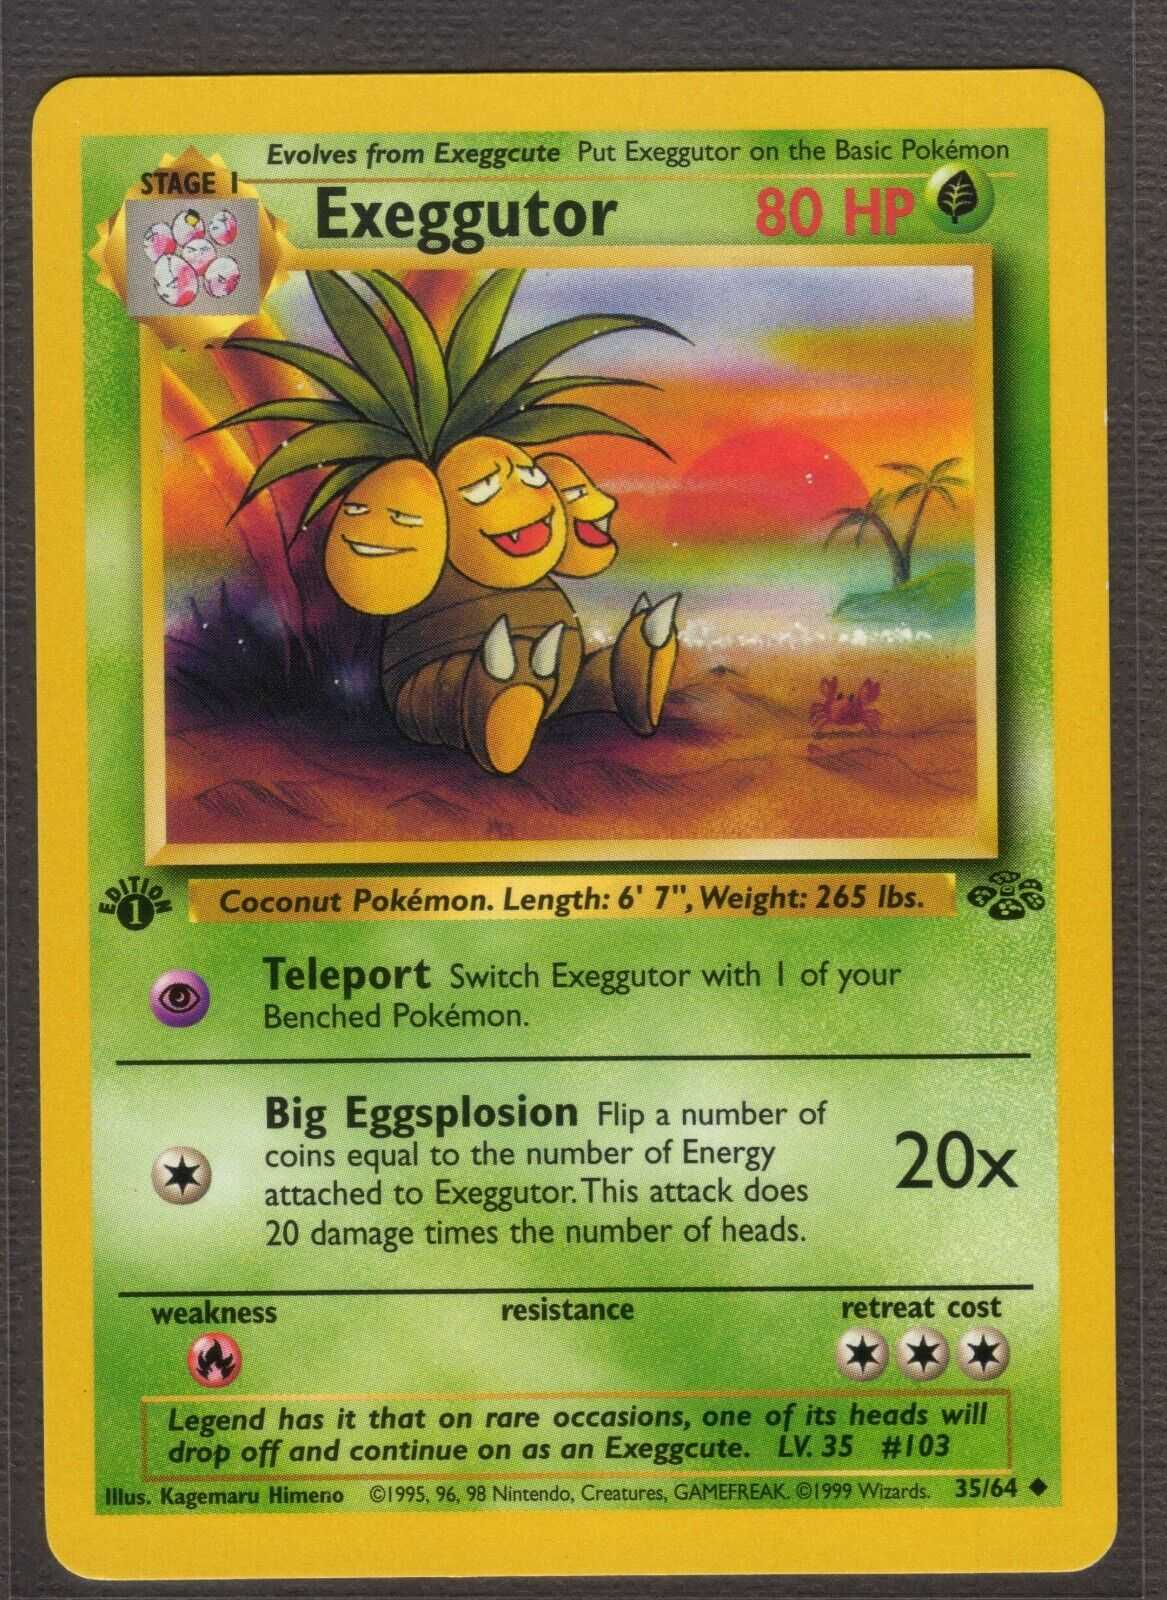 Evolves from Exeggcute Put Exeggutor on the Basic Pokémon
STAGE 1
Exeggutor 80 HP
EDITION
1
Coconut Pokémon. Length: 6' 7", Weight: 265 lbs.
Teleport Switch Exeggutor with 1 of your
Benched Pokémon.
Big Eggsplosion Flip a number of
coins equal to the number of Energy
attached to Exeggutor. This attack does
20 damage times the number of heads.
20x
weakness resistance retreat cost
Legend has it that on rare occasions, one of its heads will
drop off and continue on as an Exeggcute. LV. 35 #103
Illus. Kagemaru Himeno ©1995, 96, 98 Nintendo, Creatures, GAMEFREAK. ©1999 Wizards. 35/64